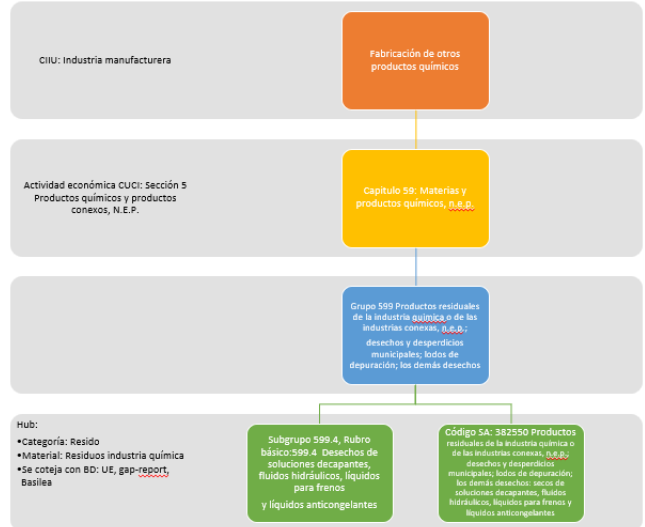 CIIU: Industria manufacturera
Fabricación de otros
productos químicos
Actividad económica CUCI: Sección 5
Productos químicos y productos
conexos, N.E.P.
Capitulo 59: Materias y
productos químicos, n.e.p.
Grupo 599 Productos residuales
de la industria quimica o de las
industrias conexas, n.e.p.;
desechos y desperdicios
municipales; lodos de
depuración; los demás desechos
Hub:
•Categoría: Resido
•Material: Residuos industria química
•Se coteja con BD: UE, gap-report,
Basilea
Subgrupo 599.4, Rubro
básico:599.4 Desechos de
soluciones decapantes,
fluidos hidráulicos, líquidos
para frenos
y líquidos anticongelantes
Código SA: 382550 Productos
residuales de la industria química o
de las industrias conexas, n.e.p.;
desechos y desperdicios
municipales; lodos de depuración;
los demás desechos: secos de
soluciones decapantes, fluidos
hidráulicos, líquidos para frenos y
líquidos anticongelantes